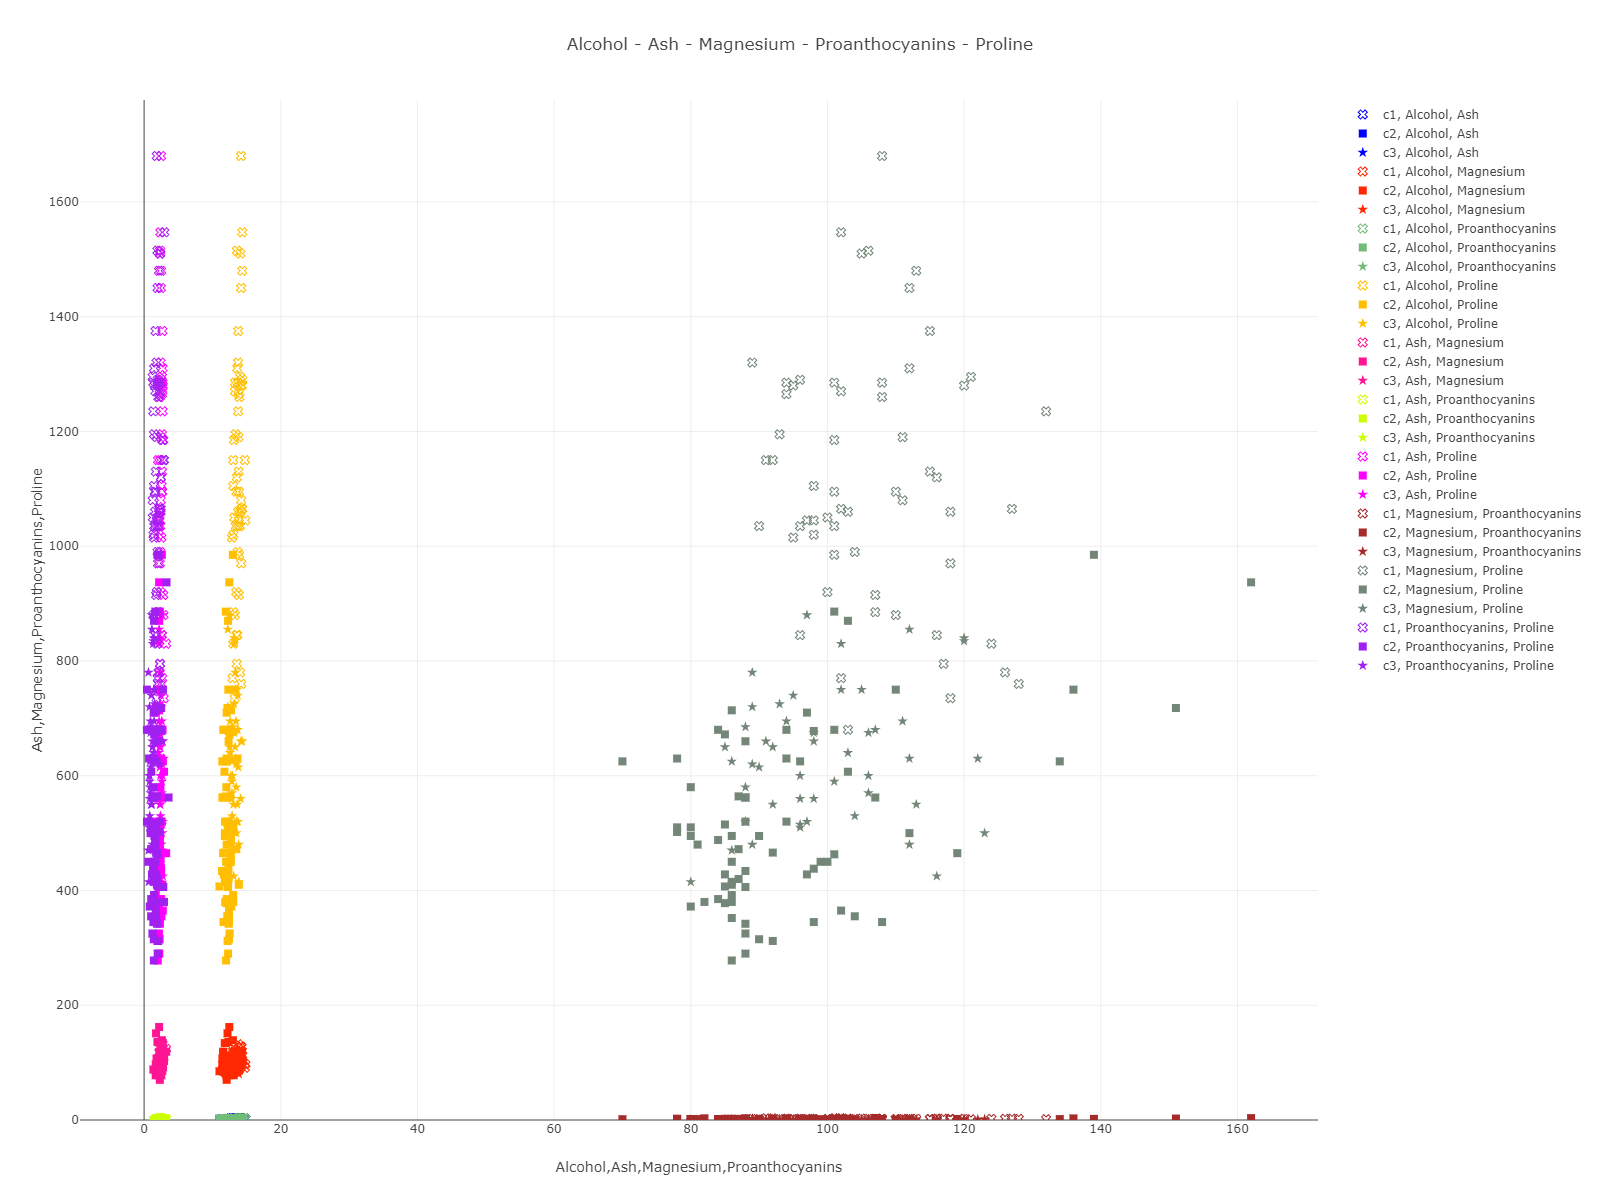 Alcohol - Ash - Magnesium - Proanthocyanins - Proline
1600
1400
1200
1000
800
600
400
200
0
Ash,Magnesium,Proanthocyanins,Proline
0 20 40 60 80 100 120 140 160
Alcohol,Ash,Magnesium,Proanthocyanins
c1, Alcohol, Ash
c2, Alcohol, Ash
c3, Alcohol, Ash
c1, Alcohol, Magnesium
c2, Alcohol, Magnesium
c3, Alcohol, Magnesium
c1, Alcohol, Proanthocyanins
c2, Alcohol, Proanthocyanins
c3, Alcohol, Proanthocyanins
c1, Alcohol, Proline
c2, Alcohol, Proline
c3, Alcohol, Proline
c1, Ash, Magnesium
c2, Ash, Magnesium
c3, Ash, Magnesium
c1, Ash, Proanthocyanins
c2, Ash, Proanthocyanins
c3, Ash, Proanthocyanins
c1, Ash, Proline
c2, Ash, Proline
c3, Ash, Proline
c1, Magnesium, Proanthocyanins
c2, Magnesium, Proanthocyanins
c3, Magnesium, Proanthocyanins
c1, Magnesium, Proline
c2, Magnesium, Proline
c3, Magnesium, Proline
c1, Proanthocyanins, Proline
c2, Proanthocyanins, Proline
c3, Proanthocyanins, Proline